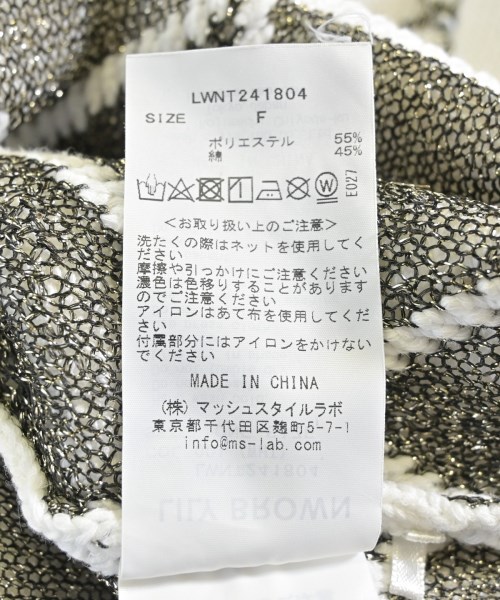 LWNT241804
SIZE F
ポリエステル 55%
綿 45%
W E027
<お取り扱い上のご注意>
洗たくの際はネットを使用してく
ださい
摩擦や引っかけにご注意ください
濃色は色移りすることがあります
のでご注意ください
アイロンはあて布を使用してくだ
さい
付属部分にはアイロンをかけない
でください
MADE IN CHINA
(株) マッシュスタイルラボ
東京都千代田区麹町5-7-1
info@ms-lab.com
LWNT241804
LILY BROWN